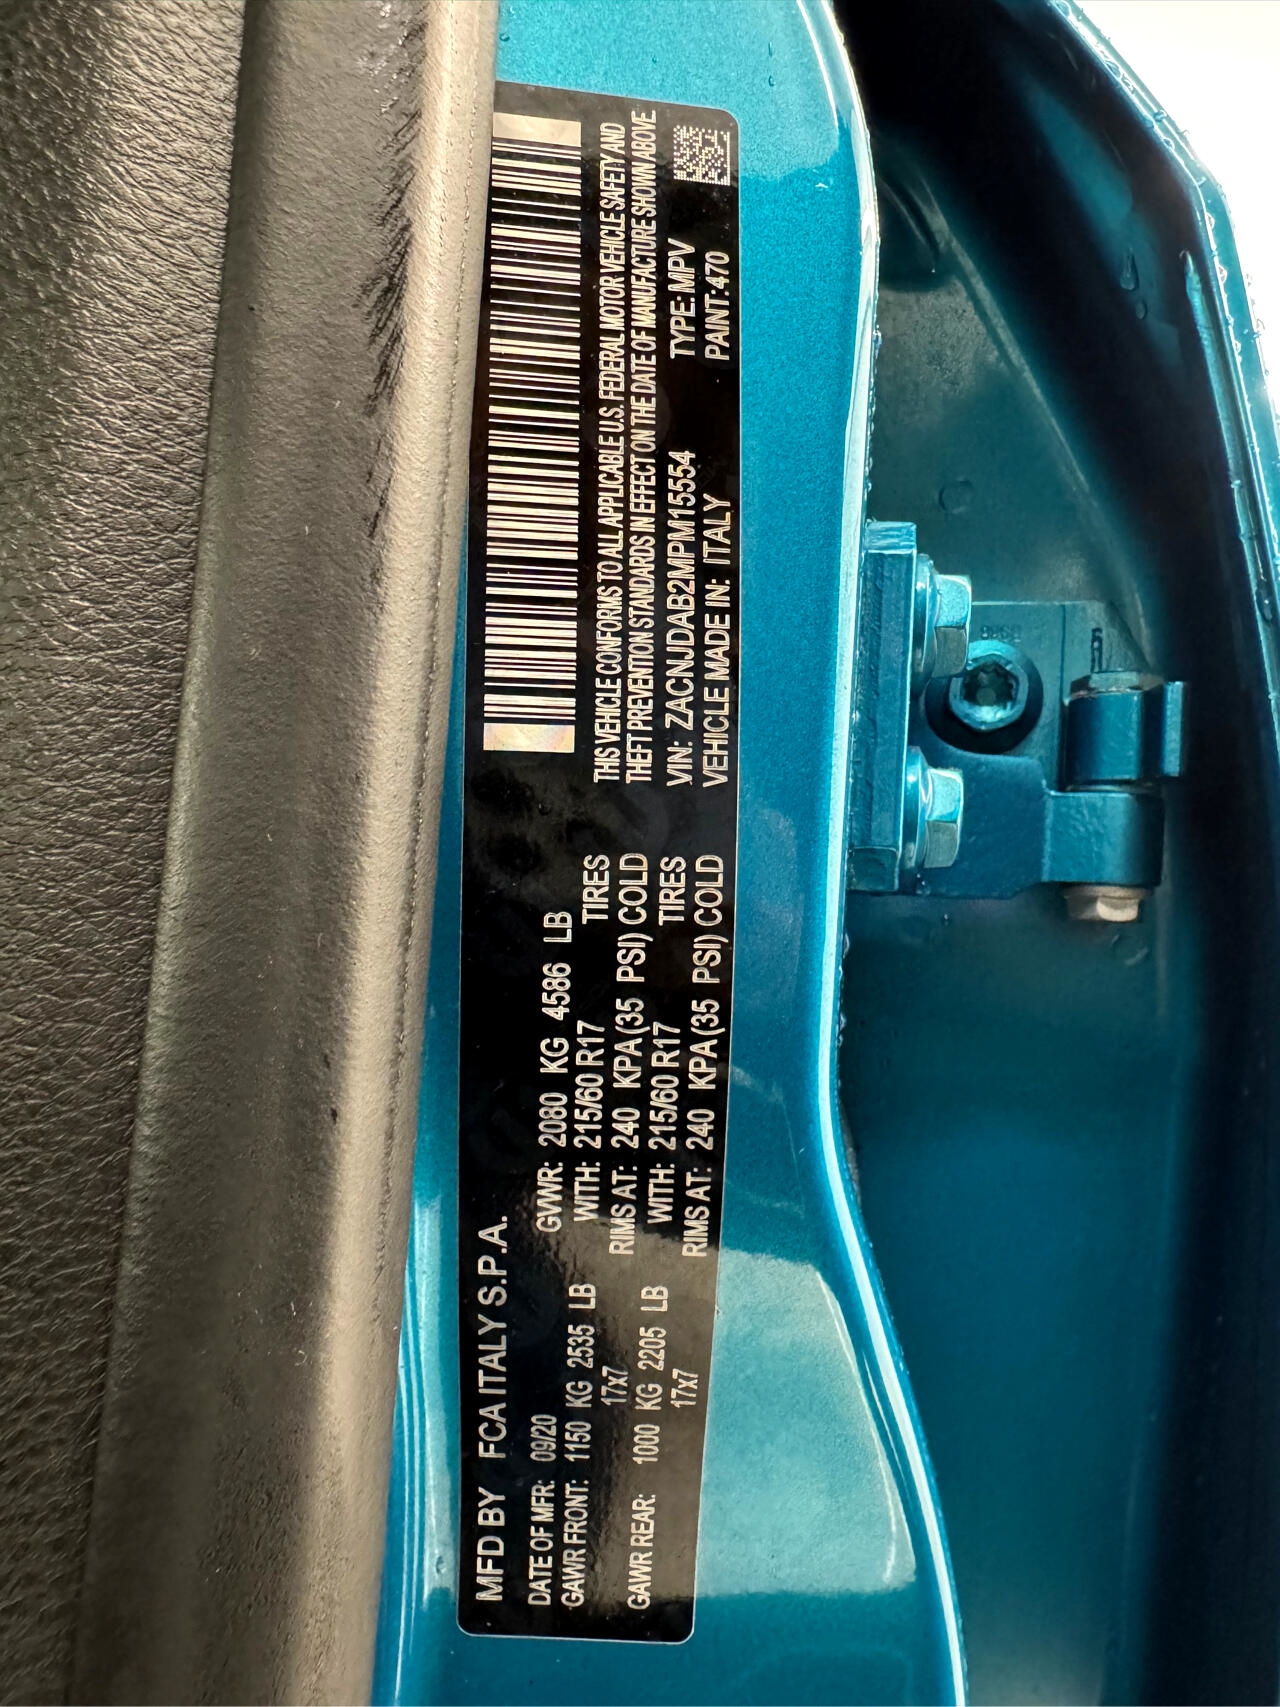 MFD BY FCA ITALY S.P.A.
DATE OF MFR: 09/20 GVWR: 2080 KG 4586 LB
GAWR FRONT: 1150 KG 2535 LB WITH: 215/60 R17 TIRES
17x7 RIMS AT: 240 KPA(35 PSI) COLD
GAWR REAR: 1000 KG 2205 LB WITH: 215/60 R17 TIRES
17x7 RIMS AT: 240 KPA(35 PSI) COLD
THIS VEHICLE CONFORMS TO ALL APPLICABLE U.S. FEDERAL MOTOR VEHICLE SAFETY AND
THEFT PREVENTION STANDARDS IN EFFECT ON THE DATE OF MANUFACTURE SHOWN ABOVE
VIN: ZACNJDAB2MPM15554 TYPE: MPV
VEHICLE MADE IN: ITALY PAINT: 470